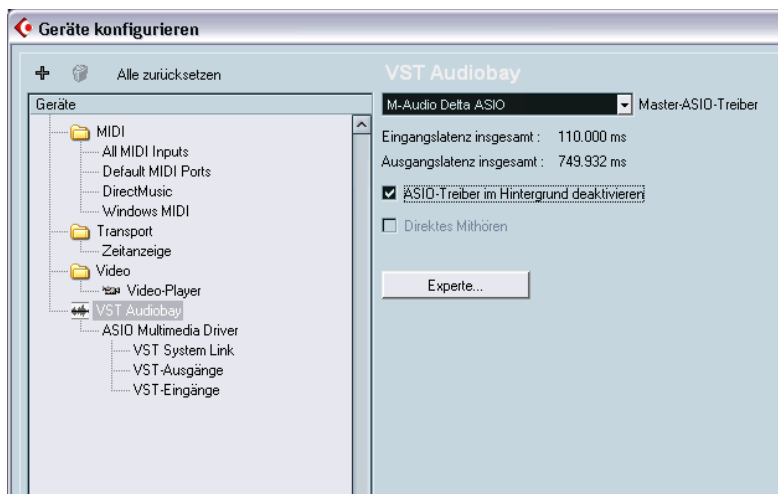 Geräte konfigurieren
Alle zurücksetzen
Geräte
MIDI
All MIDI Inputs
Default MIDI Ports
DirectMusic
Windows MIDI
Transport
Zeitanzeige
Video
Video-Player
VST Audiobay
ASIO Multimedia Driver
VST System Link
VST-Ausgänge
VST-Eingänge
VST Audiobay
M-Audio Delta ASIO Master-ASIO-Treiber
Eingangslatenz insgesamt : 110.000 ms
Ausgangslatenz insgesamt : 749.932 ms
ASIO-Treiber im Hintergrund deaktivieren
Direktes Mithören
Experte...